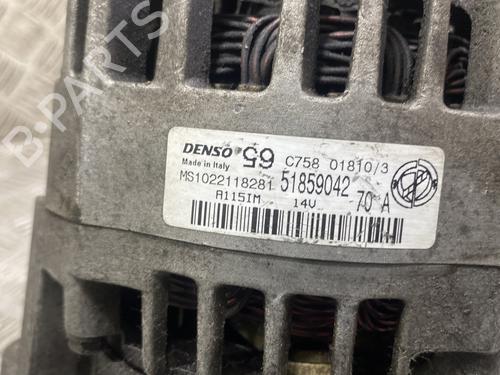 DENSO 65 C758 01810/3
Made in Italy
MS1022118281 51859042 70 A
A115IM 14V
B-PARTS